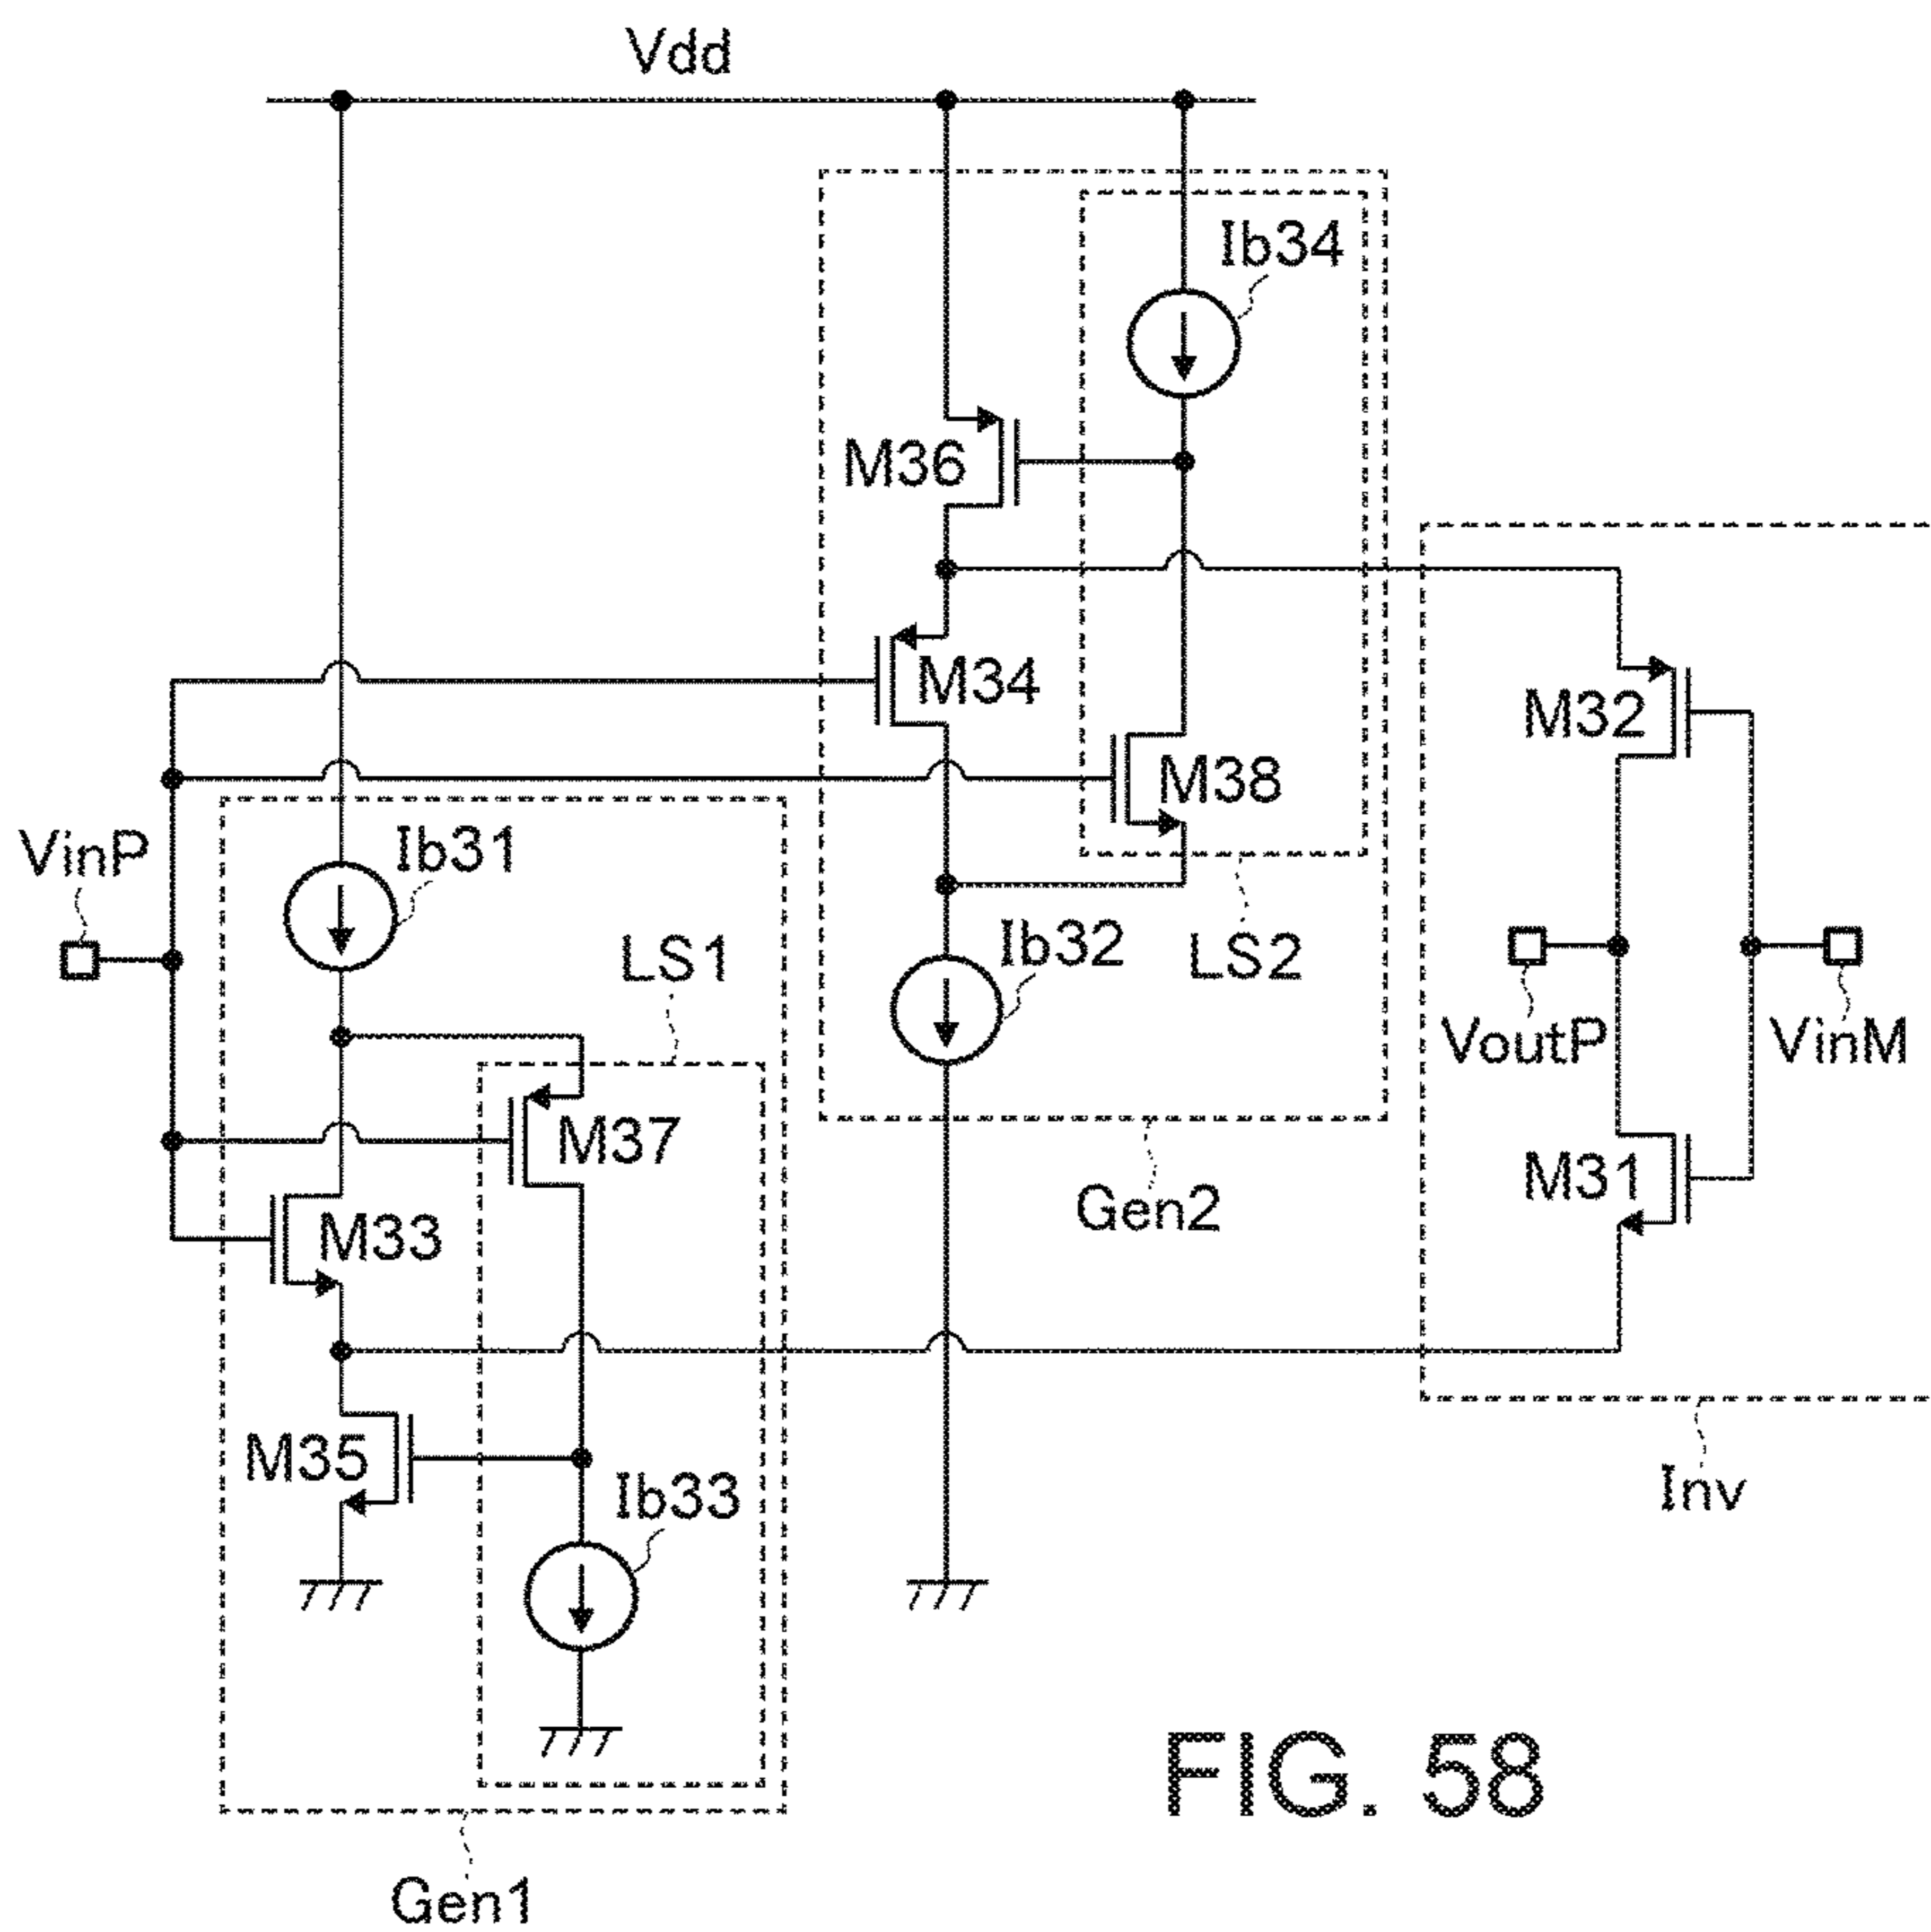 Vdd
Ib34
M36
M34
M32
M38
VinP
Ib31
LS1
Ib32
LS2
VoutP
VinM
M37
M31
Gen2
M33
M35
Ib33
Inv
FIG. 58
Gen1